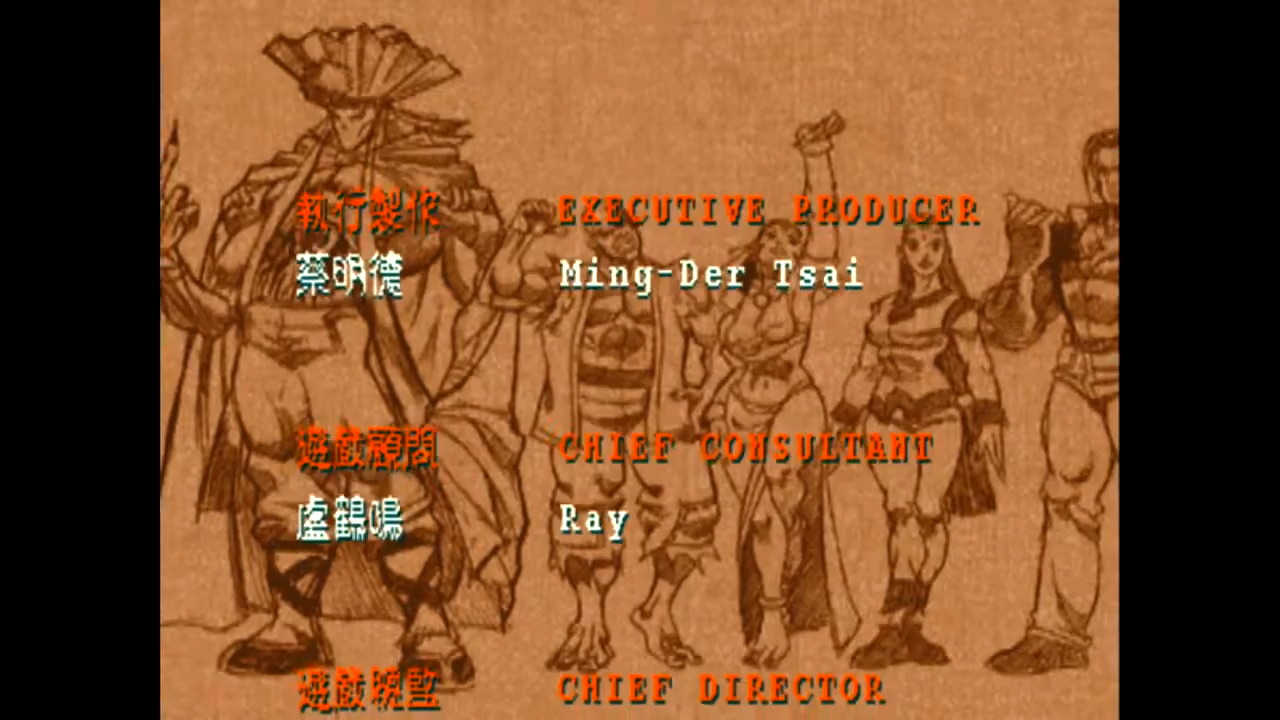 執行製作 EXECUTIVE PRODUCER
蔡明德 Ming-Der Tsai
遊戲顧問 CHIEF CONSULTANT
盧鶴鳴 Ray
遊戲總監 CHIEF DIRECTOR